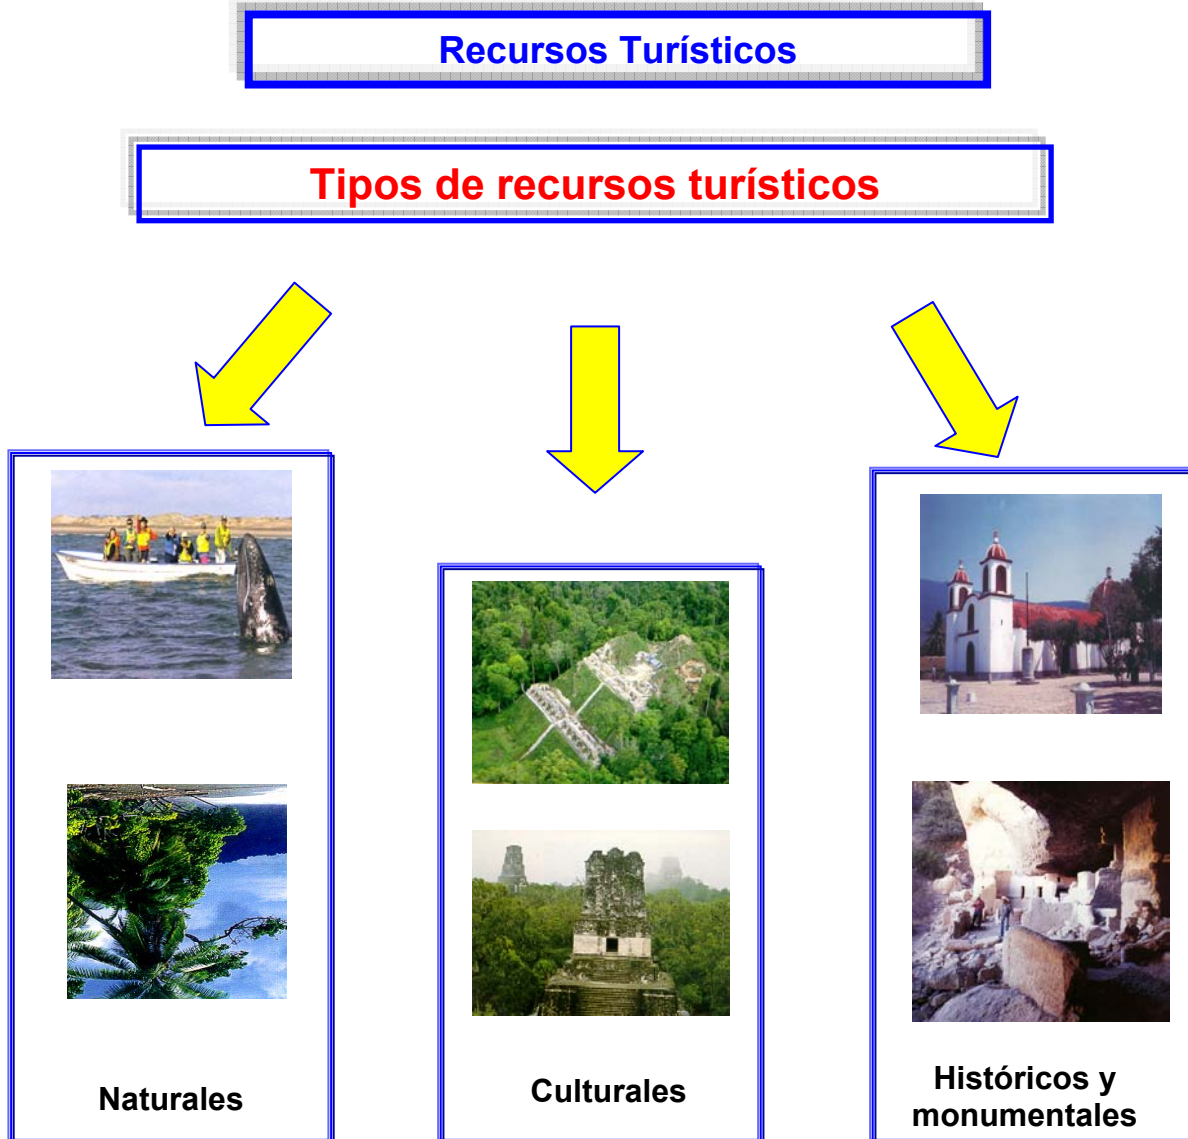 Recursos Turísticos
Tipos de recursos turísticos
Naturales
Culturales
Históricos y
monumentales